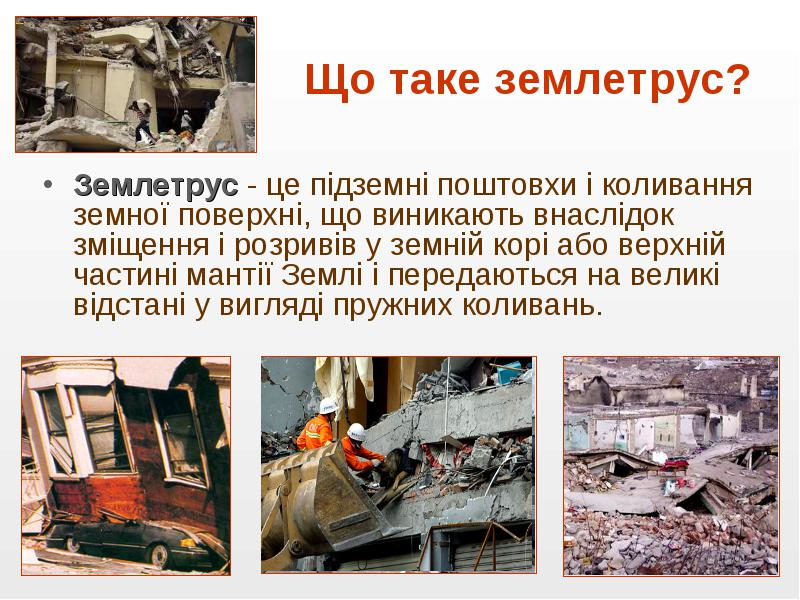 Що таке землетрус?
• Землетрус - це підземні поштовхи і коливання
земної поверхні, що виникають внаслідок
зміщення і розривів у земній корі або верхній
частині мантії Землі і передаються на великі
відстані у вигляді пружних коливань.